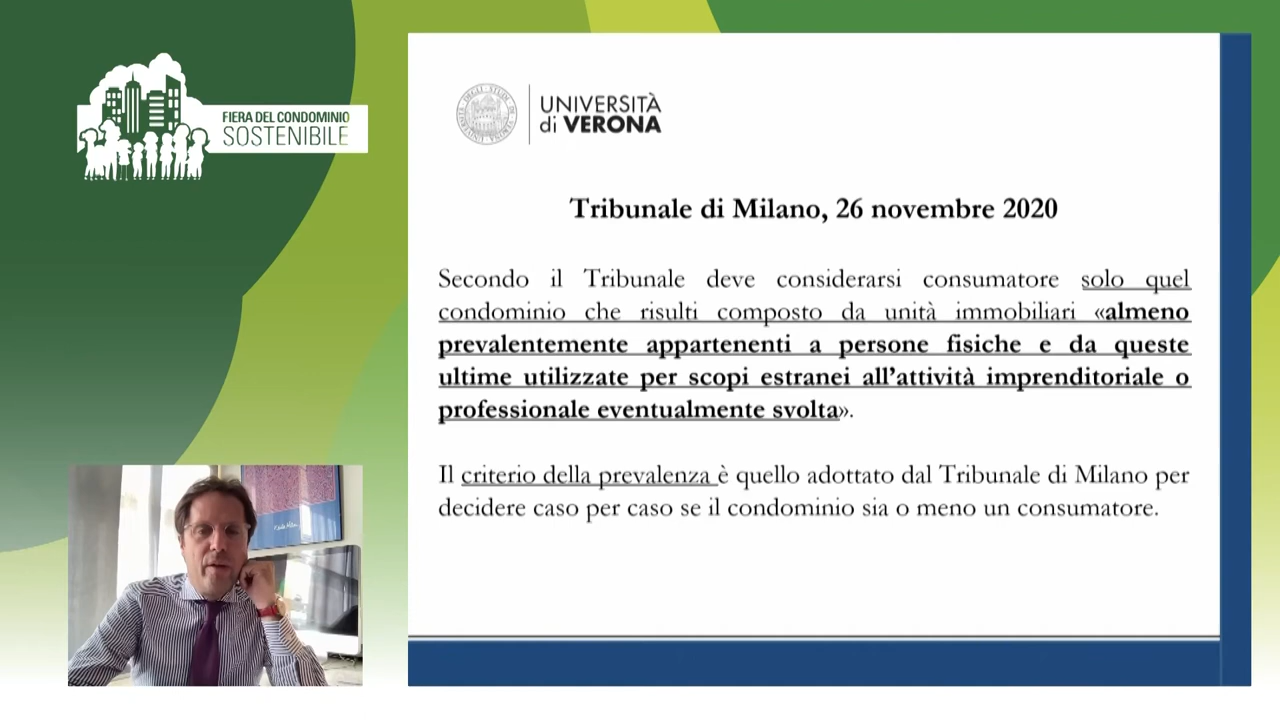 FIERA DEL CONDOMINIO
SOSTENIBILE
UNIVERSITÀ
di VERONA
Tribunale di Milano, 26 novembre 2020
Secondo il Tribunale deve considerarsi consumatore solo quel
condominio che risulti composto da unità immobiliari «almeno
prevalentemente appartenenti a persone fisiche e da queste
ultime utilizzate per scopi estranei all'attività imprenditoriale o
professionale eventualmente svolta».
Il criterio della prevalenza è quello adottato dal Tribunale di Milano per
decidere caso per caso se il condominio sia o meno un consumatore.